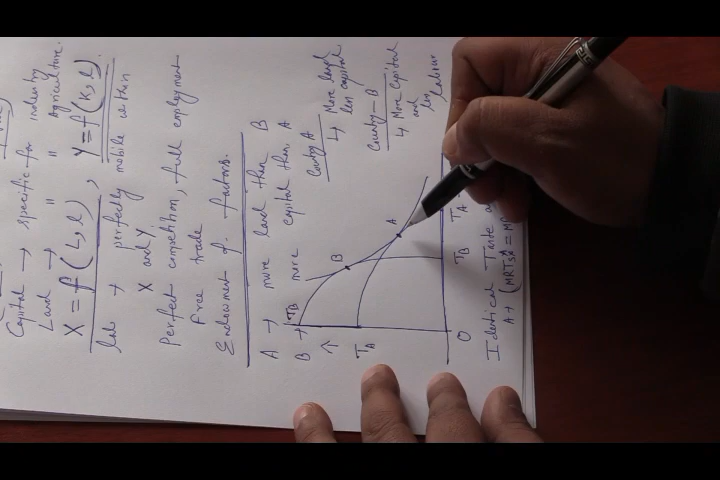 Capital → specific for industry
Land → " " Agriculture.
X = f(L, l), Y = f(K, l).
lab → perfectly mobile within
X and Y
Perfect competition, full employment
Free trade
Endowment of factors.
A → more land than B
B → more capital than A
Country A
↳ More land
less capital
Country-B
↳ More Capital
and
less
labour
TB
TA
B
A
O TB TA
Identical Taste
A → (MRTS